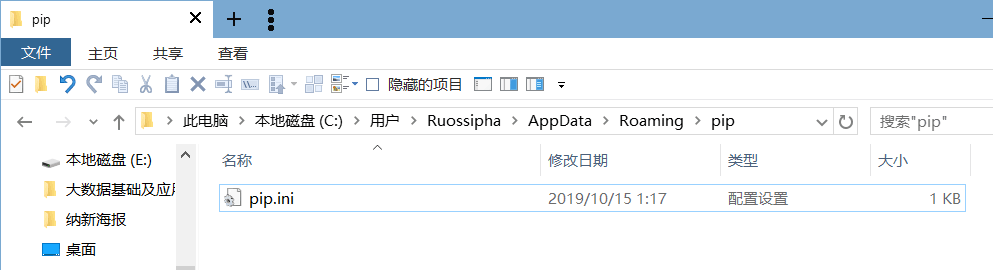 pip
文件 主页 共享 查看
隐藏的项目
此电脑 本地磁盘 (C:) 用户 Ruossipha AppData Roaming pip 搜索"pip"
本地磁盘 (E:)
大数据基础及应用
纳新海报
桌面
名称 修改日期 类型 大小
pip.ini 2019/10/15 1:17 配置设置 1 KB